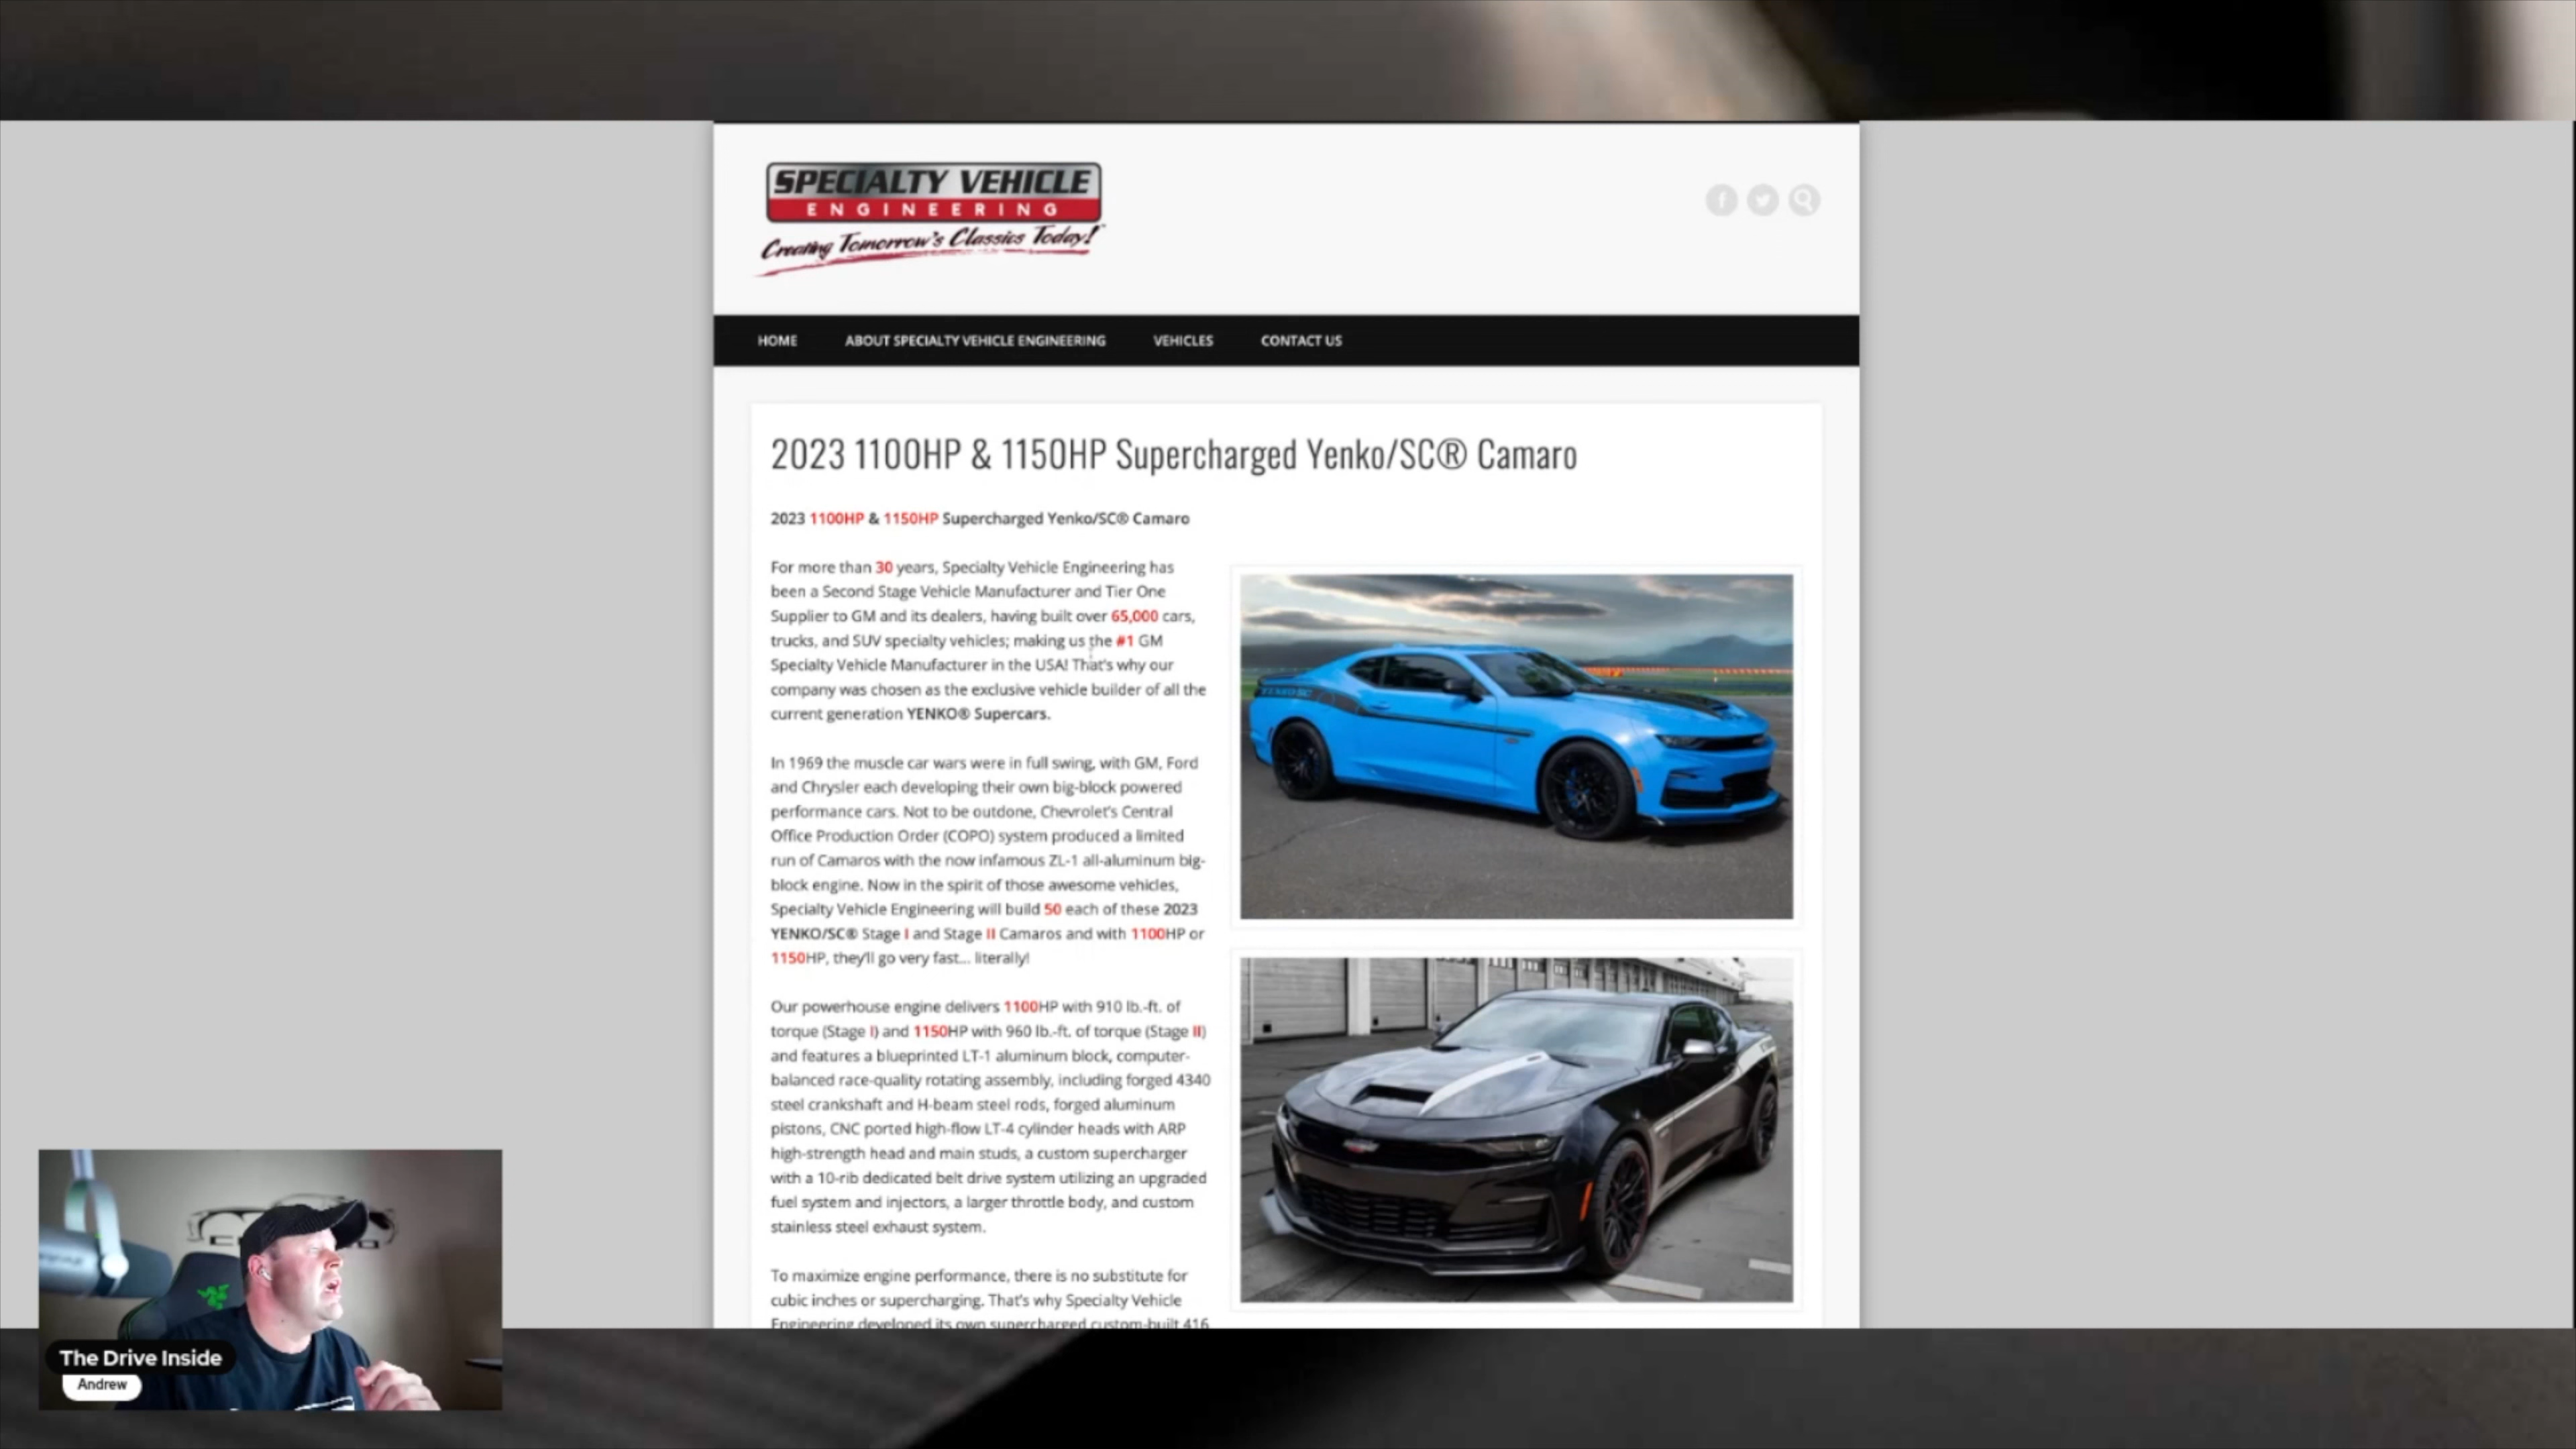 SPECIALTY VEHICLE
ENGINEERING
Creating Tomorrow's Classics Today!
HOME ABOUT SPECIALTY VEHICLE ENGINEERING VEHICLES CONTACT US
2023 1100HP & 1150HP Supercharged Yenko/SC® Camaro
2023 1100HP & 1150HP Supercharged Yenko/SC® Camaro
For more than 30 years, Specialty Vehicle Engineering has
been a Second Stage Vehicle Manufacturer and Tier One
Supplier to GM and its dealers, having built over 65,000 cars,
trucks, and SUV specialty vehicles; making us the #1 GM
Specialty Vehicle Manufacturer in the USA! That's why our
company was chosen as the exclusive vehicle builder of all the
current generation YENKO® Supercars.
In 1969 the muscle car wars were in full swing, with GM, Ford
and Chrysler each developing their own big-block powered
performance cars. Not to be outdone, Chevrolet's Central
Office Production Order (COPO) system produced a limited
run of Camaros with the now infamous ZL-1 all-aluminum big-
block engine. Now in the spirit of those awesome vehicles,
Specialty Vehicle Engineering will build 50 each of these 2023
YENKO/SC® Stage I and Stage II Camaros and with 1100HP or
1150HP, they'll go very fast... literally!
Our powerhouse engine delivers 1100HP with 910 lb.-ft. of
torque (Stage I) and 1150HP with 960 lb.-ft. of torque (Stage II)
and features a blueprinted LT-1 aluminum block, computer-
balanced race-quality rotating assembly, including forged 4340
steel crankshaft and H-beam steel rods, forged aluminum
pistons, CNC ported high-flow LT-4 cylinder heads with ARP
high-strength head and main studs, a custom supercharger
with a 10-rib dedicated belt drive system utilizing an upgraded
fuel system and injectors, a larger throttle body, and custom
stainless steel exhaust system.
To maximize engine performance, there is no substitute for
cubic inches or supercharging. That's why Specialty Vehicle
Engineering developed its own supercharged custom-built 416
The Drive Inside
Andrew